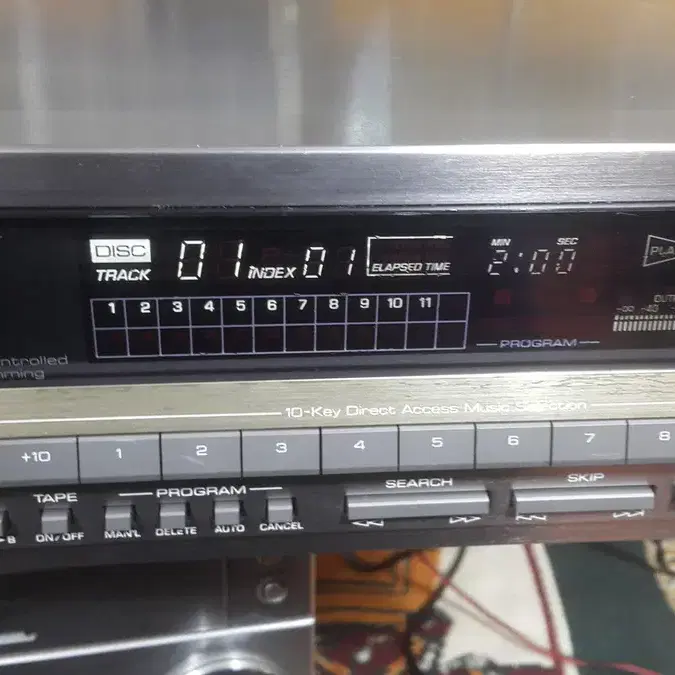 DISC
TRACK 01 INDEX 01 ELAPSED TIME
MIN SEC
2:00
1 2 3 4 5 6 7 8 9 10 11
PROGRAM
10-Key Direct Access Music Selection
+10 1 2 3 4 5 6 7 8
TAPE PROGRAM SEARCH SKIP
ON/OFF MAN'L DELETE AUTO CANCEL